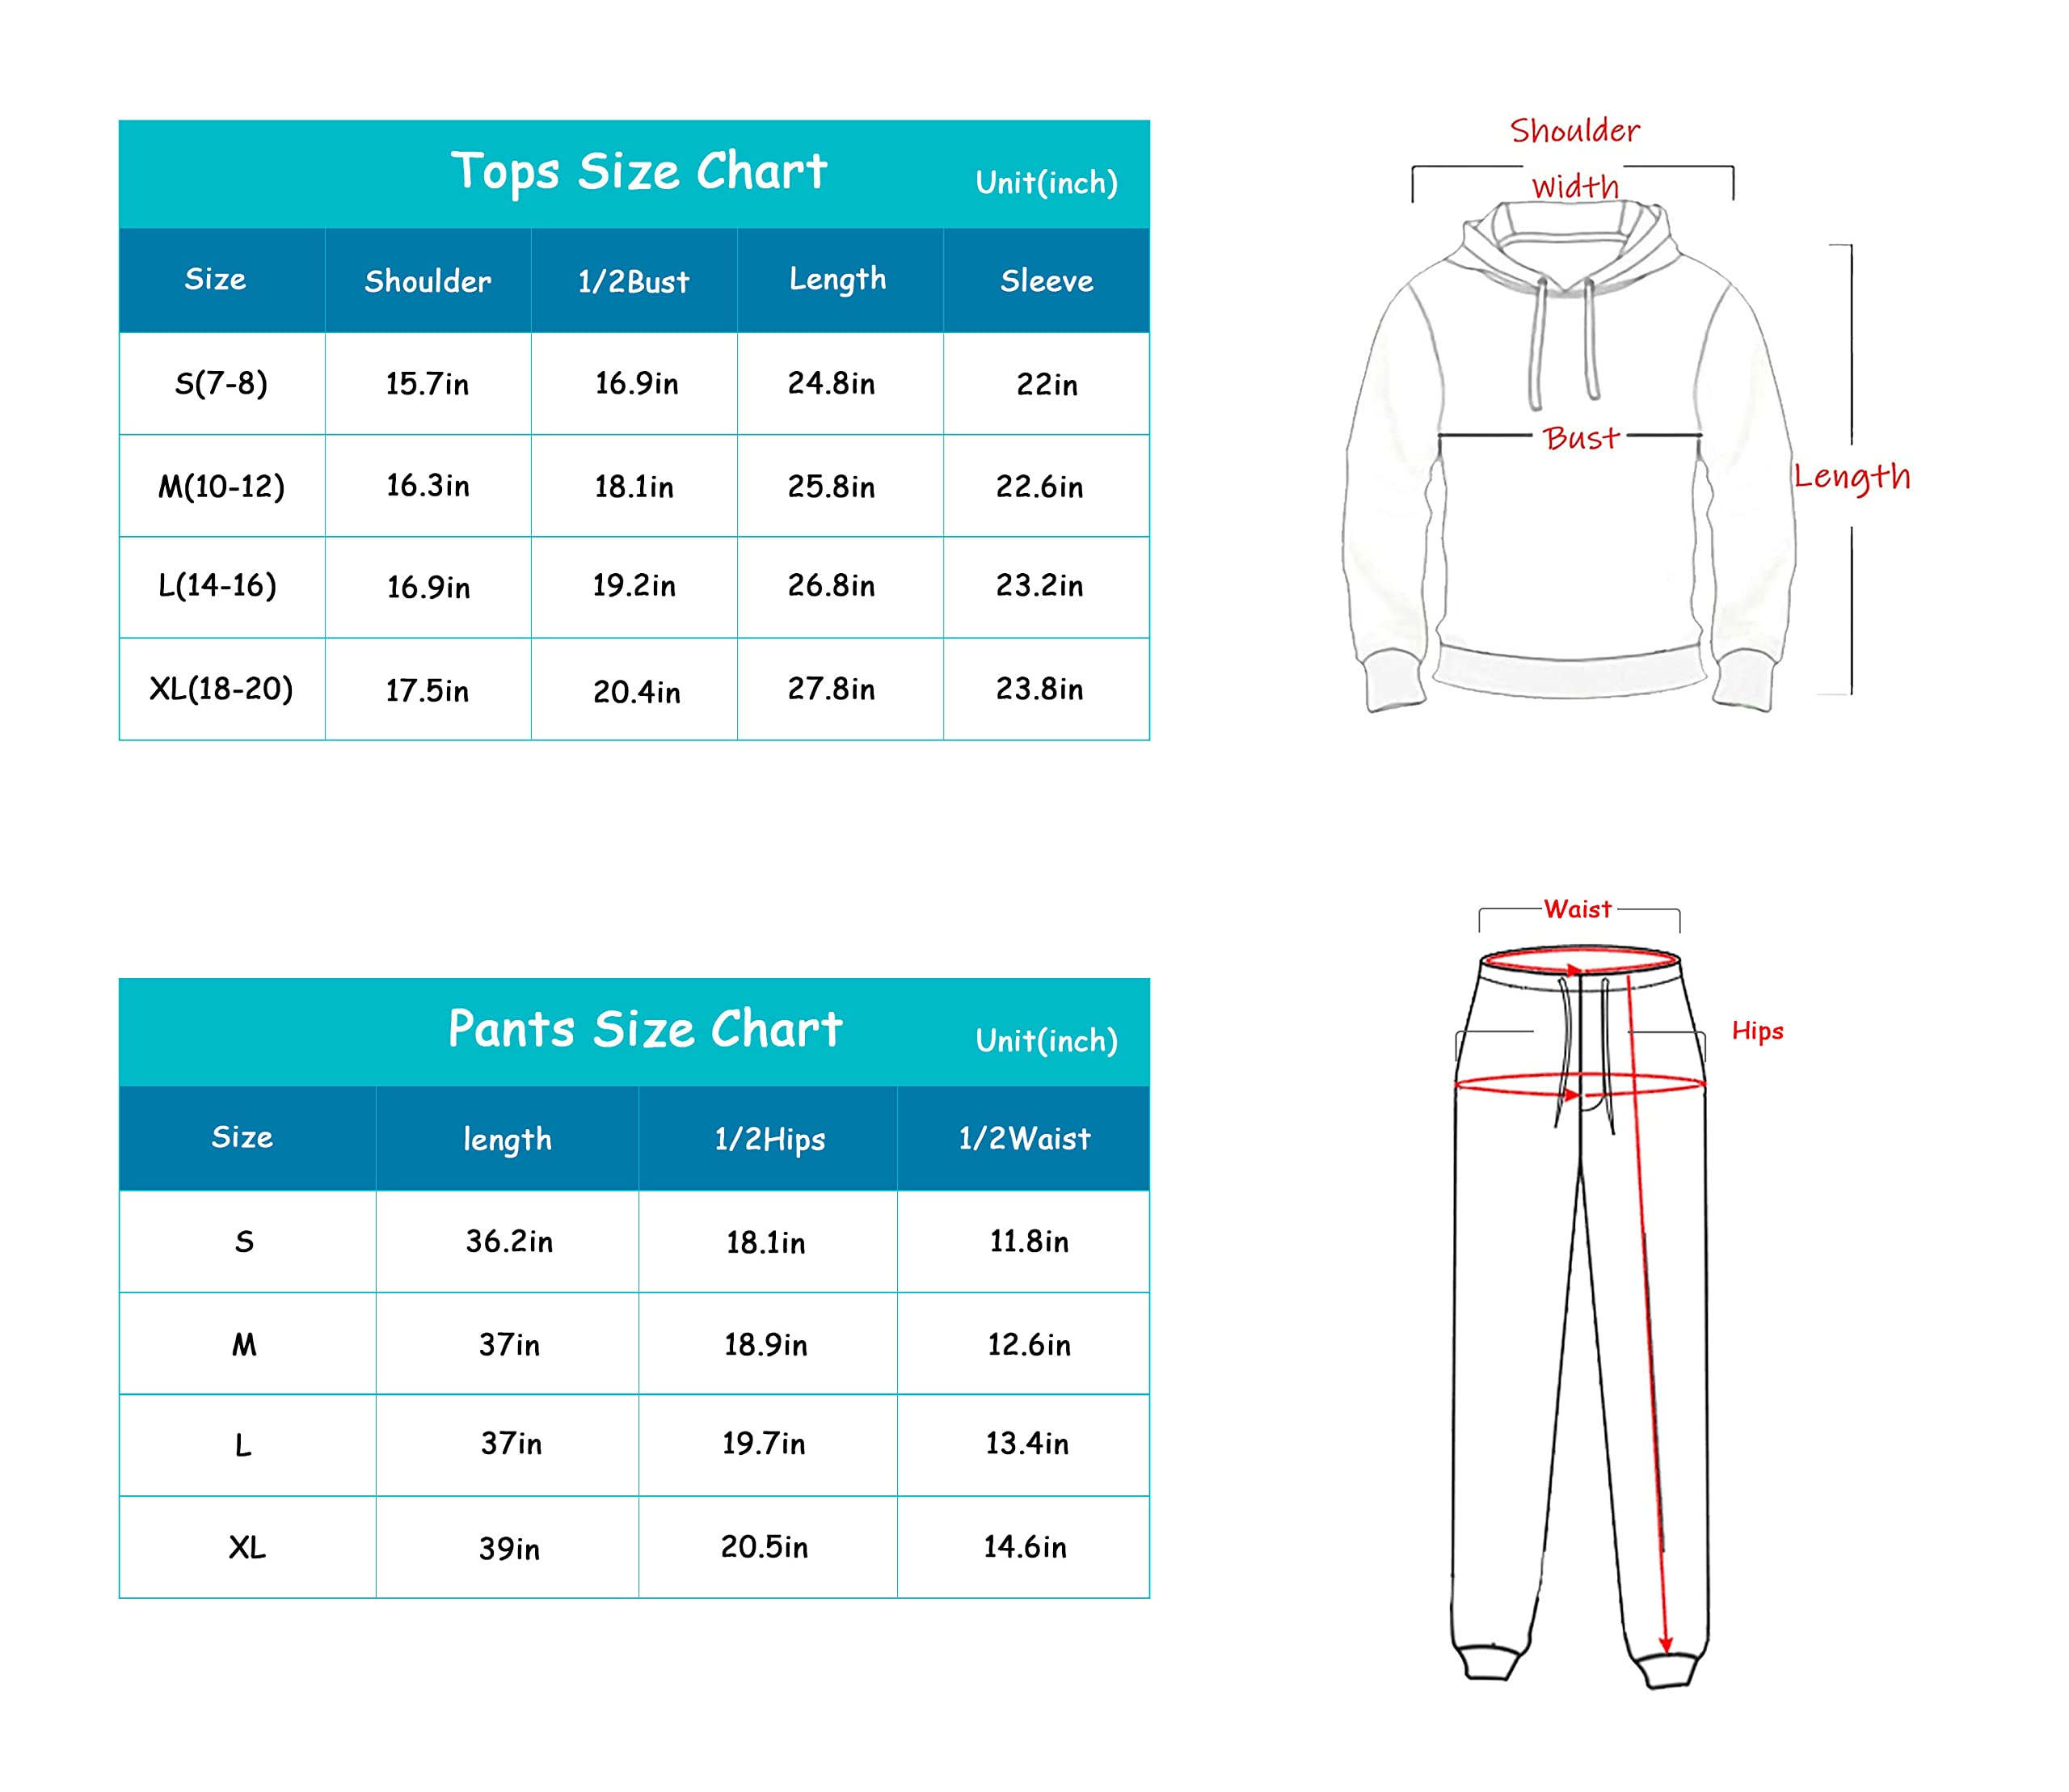 Tops Size Chart Unit(inch)
Size Shoulder 1/2Bust Length Sleeve
S(7-8) 15.7in 16.9in 24.8in 22in
M(10-12) 16.3in 18.1in 25.8in 22.6in
L(14-16) 16.9in 19.2in 26.8in 23.2in
XL(18-20) 17.5in 20.4in 27.8in 23.8in
Shoulder
Width
Bust
Length
Pants Size Chart Unit(inch)
Size length 1/2Hips 1/2Waist
S 36.2in 18.1in 11.8in
M 37in 18.9in 12.6in
L 37in 19.7in 13.4in
XL 39in 20.5in 14.6in
Waist
Hips